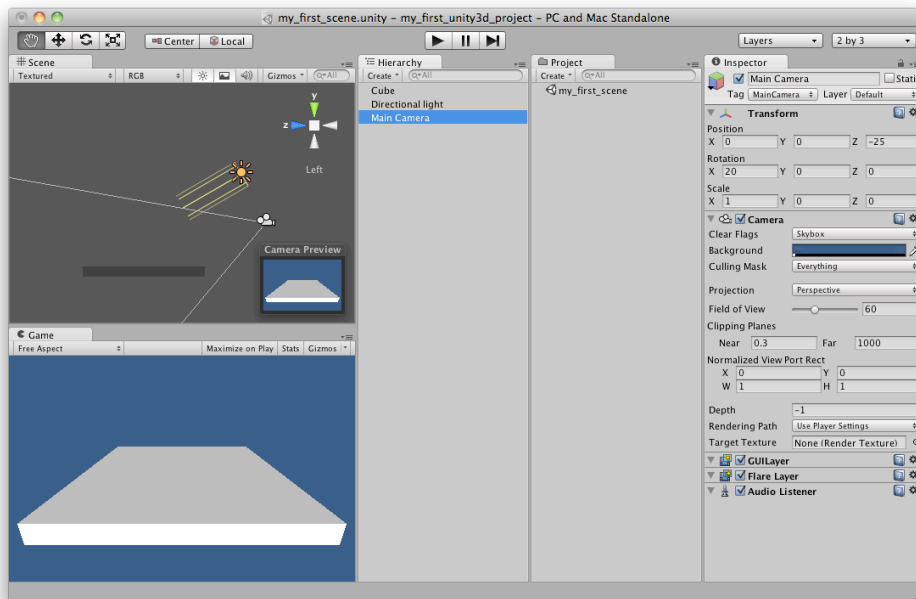 my_first_scene.unity - my_first_unity3d_project - PC and Mac Standalone
Center Local Layers 2 by 3
Scene
Textured RGB Gizmos All
y
z
Left
Camera Preview
Game
Free Aspect Maximize on Play Stats Gizmos
Hierarchy
Create All
Cube
Directional light
Main Camera
Project
Create All
my_first_scene
Inspector
Main Camera Stati
Tag MainCamera Layer Default
Transform
Position
X 0 Y 0 Z -25
Rotation
X 20 Y 0 Z 0
Scale
X 1 Y 0 Z 0
Camera
Clear Flags Skybox
Background
Culling Mask Everything
Projection Perspective
Field of View 60
Clipping Planes
Near 0.3 Far 1000
Normalized View Port Rect
X 0 Y 0
W 1 H 1
Depth -1
Rendering Path Use Player Settings
Target Texture None (Render Texture)
GUILayer
Flare Layer
Audio Listener